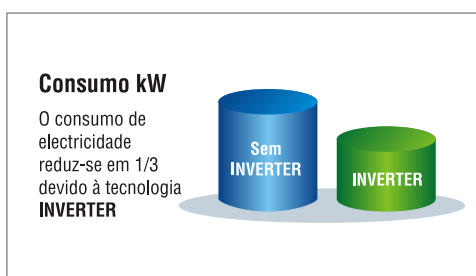 Consumo kW
O consumo de
electricidade
reduz-se em 1/3
devido à tecnologia
INVERTER
Sem
INVERTER
INVERTER